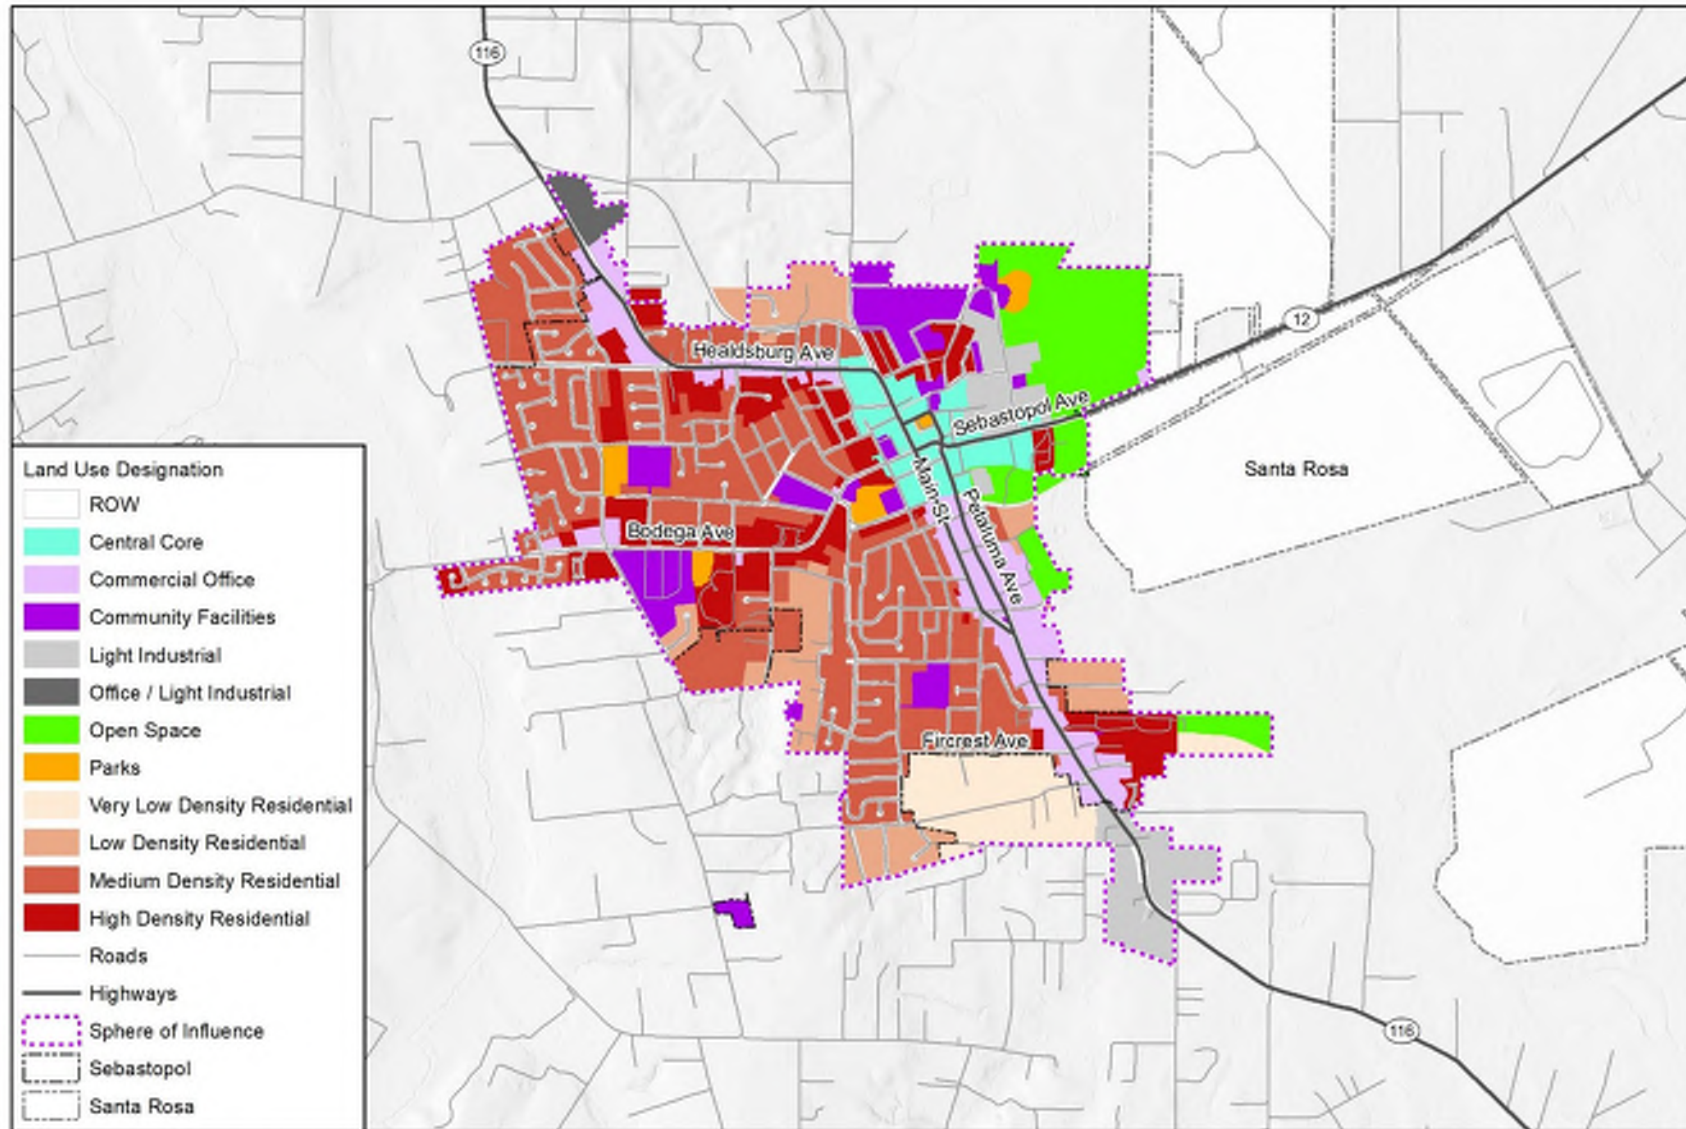 116
12
Healdsburg Ave
Sebastopol Ave
Santa Rosa
Main St
Petaluma Ave
Bodega Ave
Fircrest Ave
116
Land Use Designation
ROW
Central Core
Commercial Office
Community Facilities
Light Industrial
Office / Light Industrial
Open Space
Parks
Very Low Density Residential
Low Density Residential
Medium Density Residential
High Density Residential
Roads
Highways
Sphere of Influence
Sebastopol
Santa Rosa